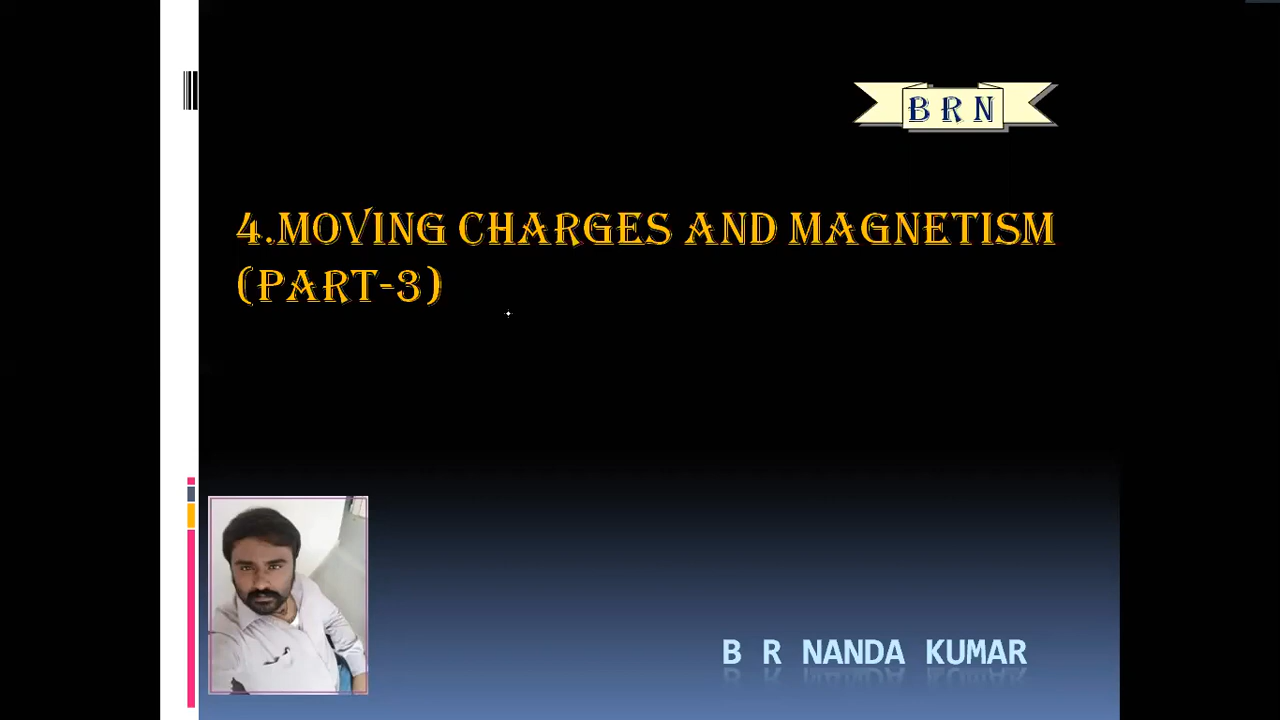 B R N
4.MOVING CHARGES AND MAGNETISM
(PART-3)
B R NANDA KUMAR